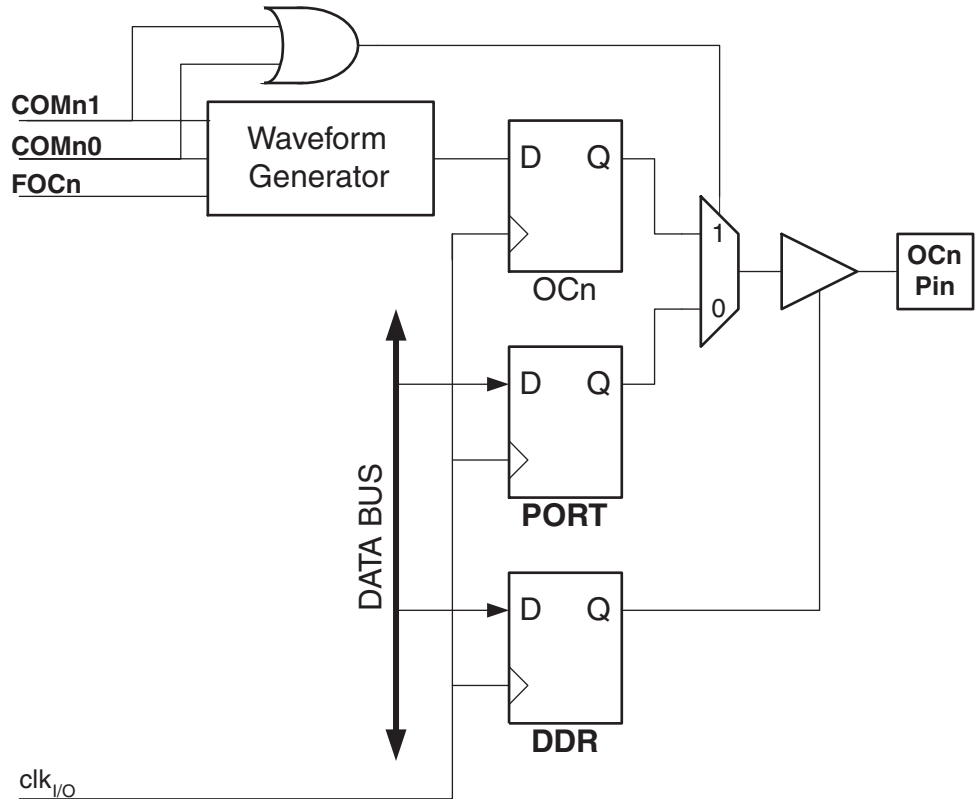 COMn1
COMn0
FOCn
Waveform
Generator
D Q
OCn
1
0
OCn
Pin
D Q
PORT
DATA BUS
D Q
DDR
clkI/O